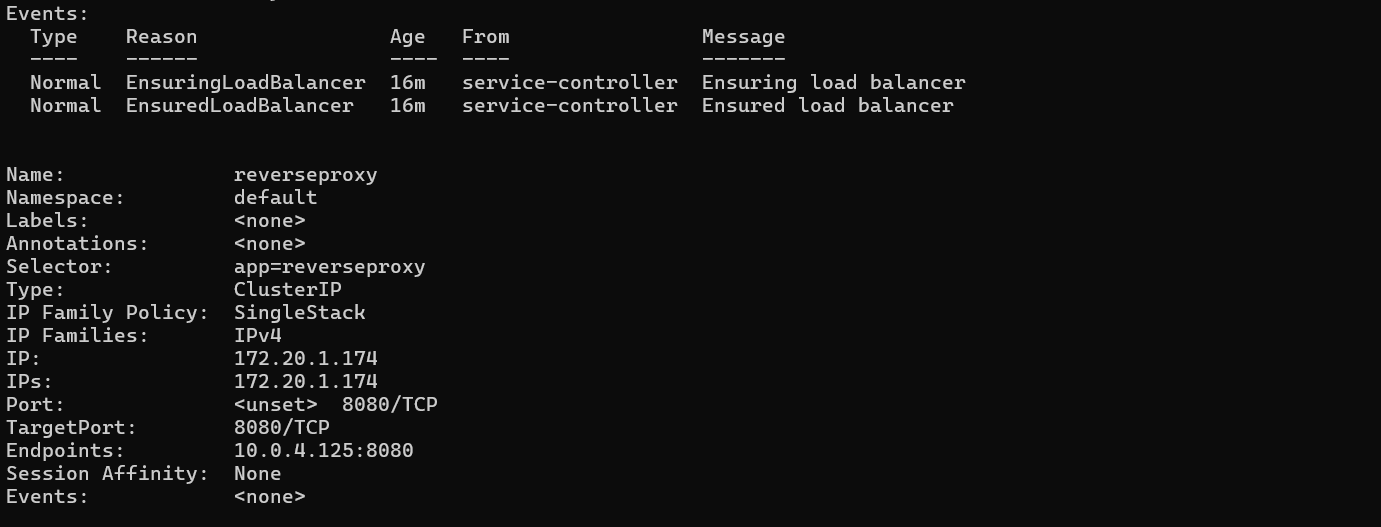 Events:
  Type    Reason                Age   From                Message
  ----    ------                ----  ----                -------
  Normal  EnsuringLoadBalancer  16m   service-controller  Ensuring load balancer
  Normal  EnsuredLoadBalancer   16m   service-controller  Ensured load balancer
Name:              reverseproxy
Namespace:         default
Labels:            <none>
Annotations:       <none>
Selector:          app=reverseproxy
Type:              ClusterIP
IP Family Policy:  SingleStack
IP Families:       IPv4
IP:                172.20.1.174
IPs:               172.20.1.174
Port:              <unset>  8080/TCP
TargetPort:        8080/TCP
Endpoints:         10.0.4.125:8080
Session Affinity:  None
Events:            <none>